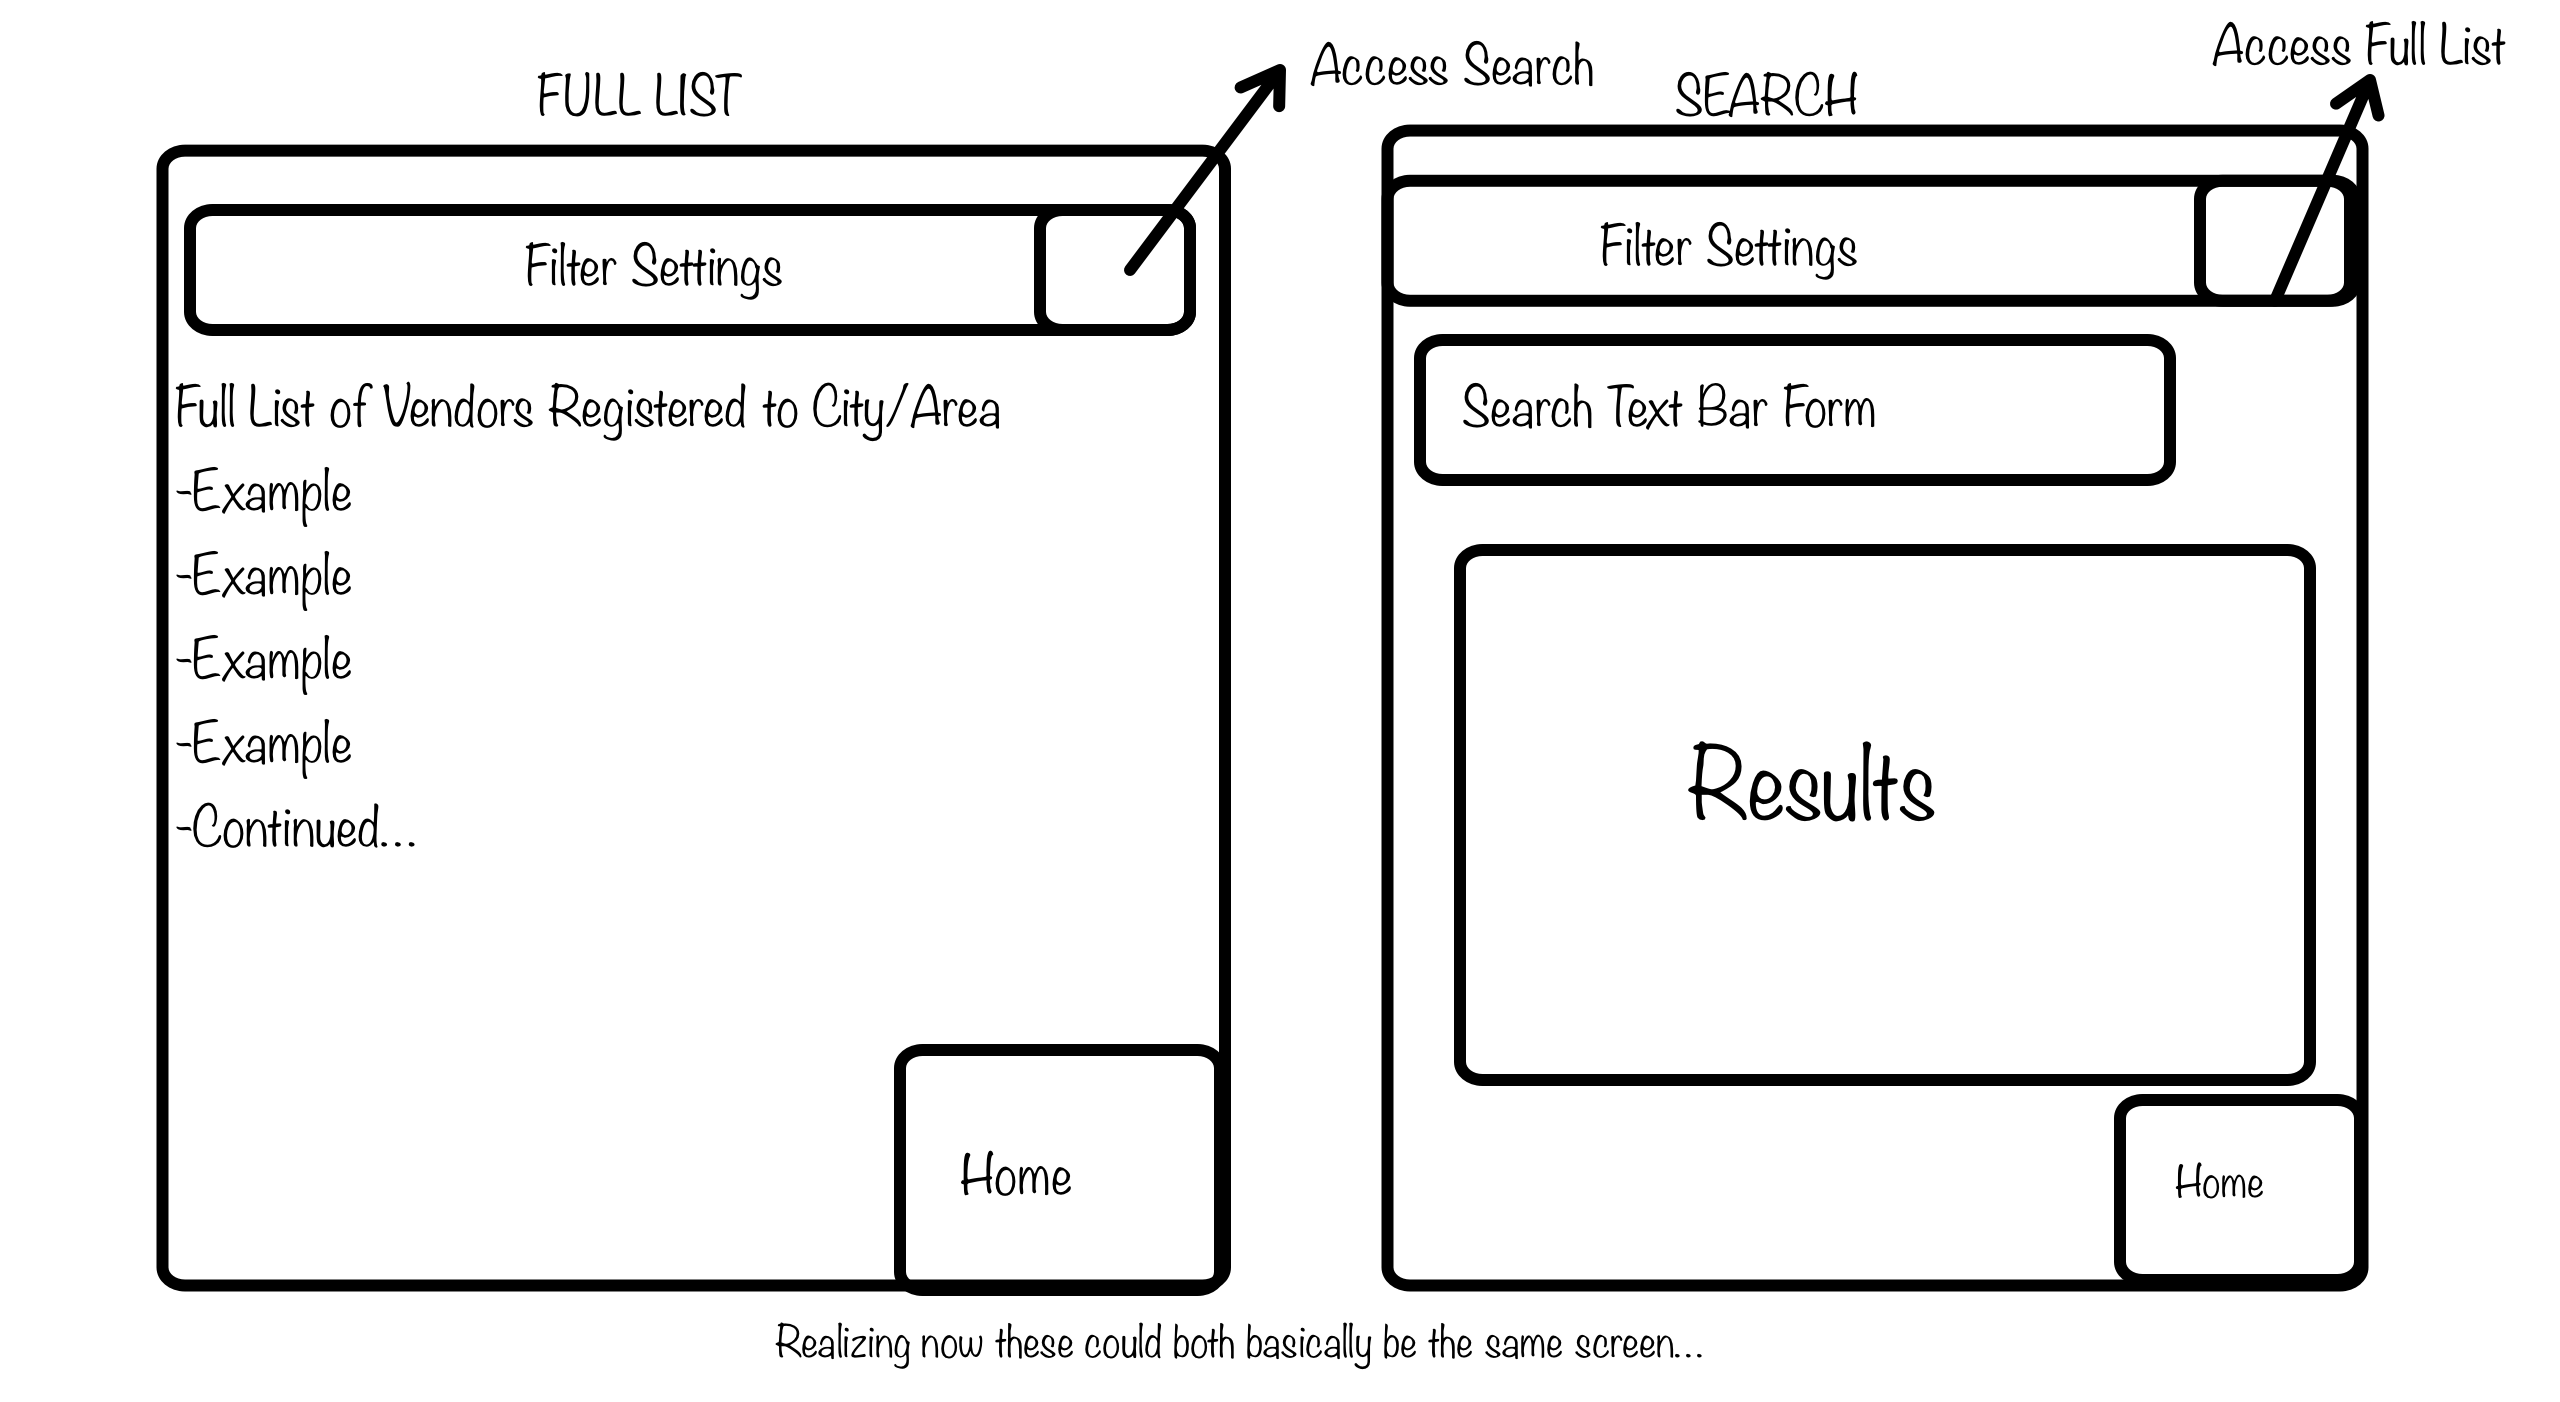 FULL LIST
Access Search
Filter Settings
Full List of Vendors Registered to City/Area
-Example
-Example
-Example
-Example
-Continued...
Home
SEARCH
Access Full List
Filter Settings
Search Text Bar Form
Results
Home
Realizing now these could both basically be the same screen...